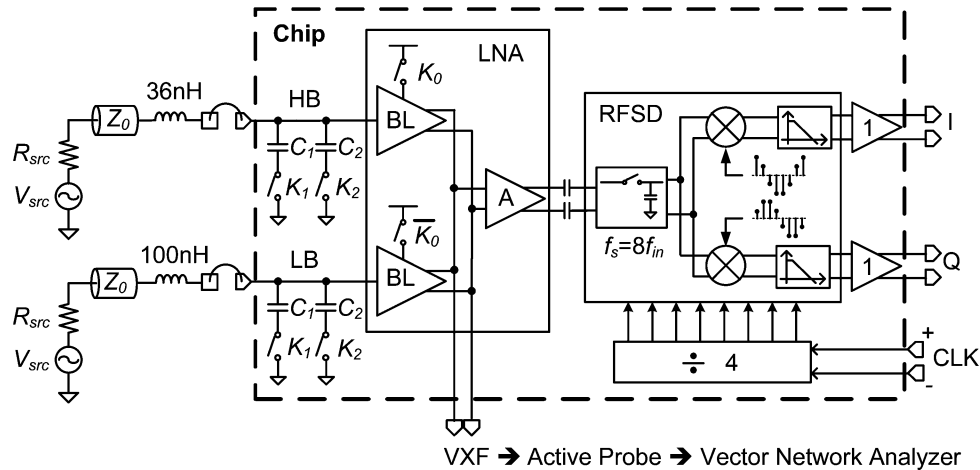 Chip
LNA
36nH
HB
K0
Z0
BL
RFSD
1
I
Rsrc
C1
C2
Vsrc
K1
K2
A
K̅0̅
fs=8fin
100nH
LB
Z0
BL
1
Q
Rsrc
C1
C2
Vsrc
K1
K2
÷ 4
+
CLK
-
VXF ➔ Active Probe ➔ Vector Network Analyzer